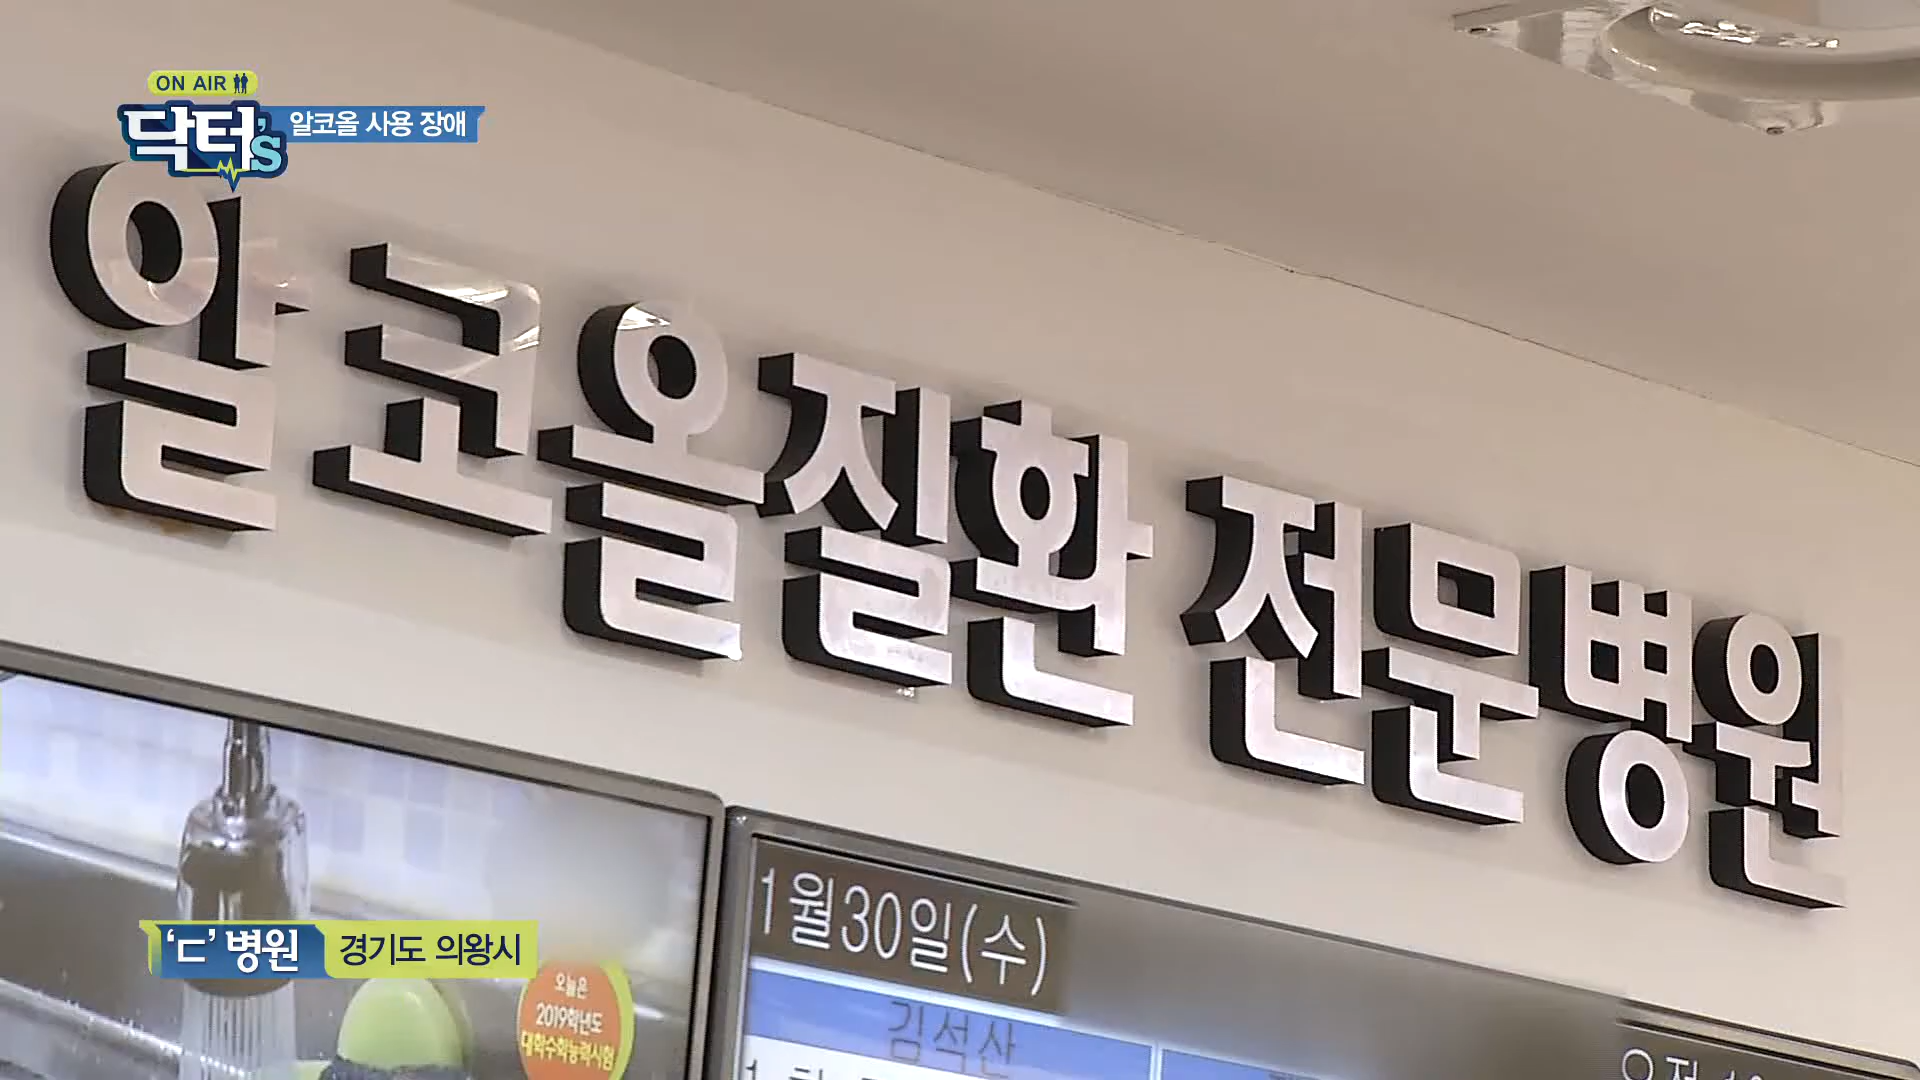 ON AIR
닥터's
알코올 사용 장애
알코올질환 전문병원
'ㄷ' 병원
경기도 의왕시
오늘은
2019학년도
대학수학능력시험
1월30일(수)
김석산